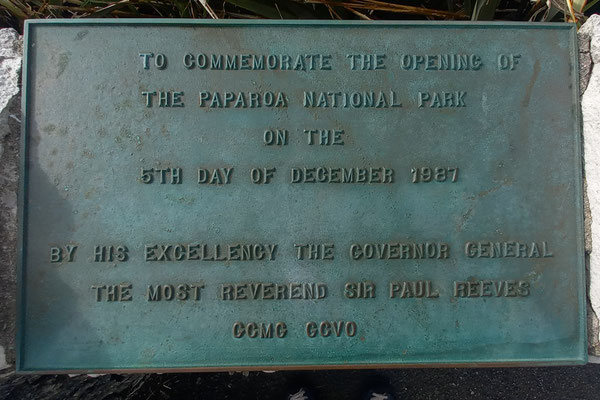 TO COMMEMORATE THE OPENING OF
THE PAPAROA NATIONAL PARK
ON THE
5TH DAY OF DECEMBER 1987
BY HIS EXCELLENCY THE GOVERNOR GENERAL
THE MOST REVEREND SIR PAUL REEVES
GCMG GCVO